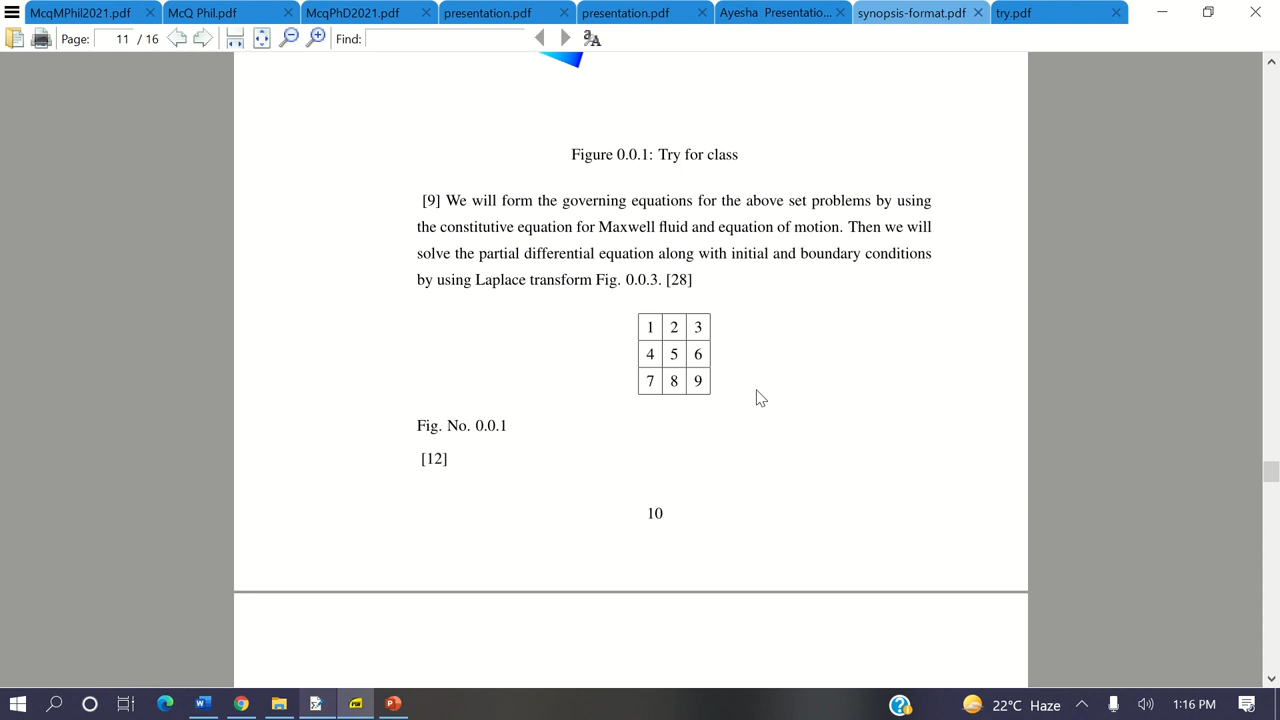 McqMPhil2021.pdf McQ Phil.pdf McqPhD2021.pdf presentation.pdf presentation.pdf Ayesha Presentatio... synopsis-format.pdf try.pdf
Page: 11 / 16 Find:
Figure 0.0.1: Try for class
[9] We will form the governing equations for the above set problems by using
the constitutive equation for Maxwell fluid and equation of motion. Then we will
solve the partial differential equation along with initial and boundary conditions
by using Laplace transform Fig. 0.0.3. [28]
1 2 3
4 5 6
7 8 9
Fig. No. 0.0.1
[12]
10
22°C Haze 1:16 PM